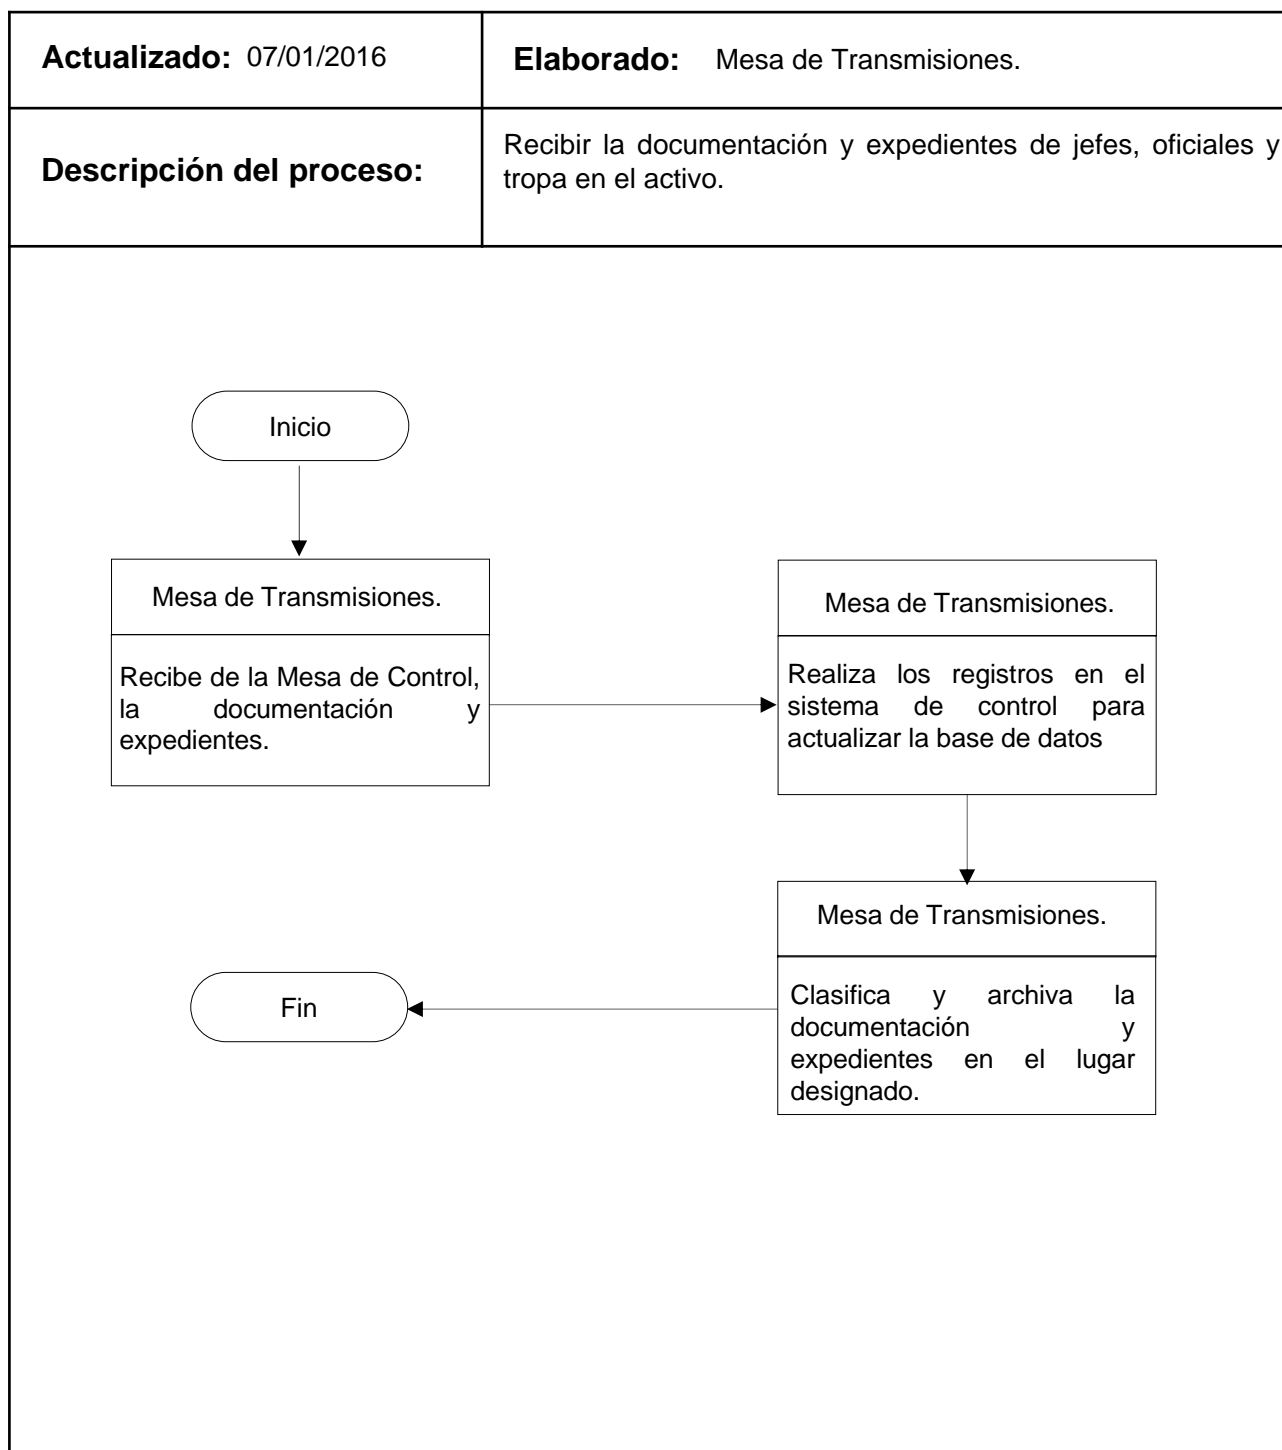 Actualizado: 07/01/2016
Elaborado: Mesa de Transmisiones.
Descripción del proceso:
Recibir la documentación y expedientes de jefes, oficiales y
tropa en el activo.
Inicio
Mesa de Transmisiones.
Recibe de la Mesa de Control,
la documentación y
expedientes.
Mesa de Transmisiones.
Realiza los registros en el
sistema de control para
actualizar la base de datos
Mesa de Transmisiones.
Clasifica y archiva la
documentación y
expedientes en el lugar
designado.
Fin